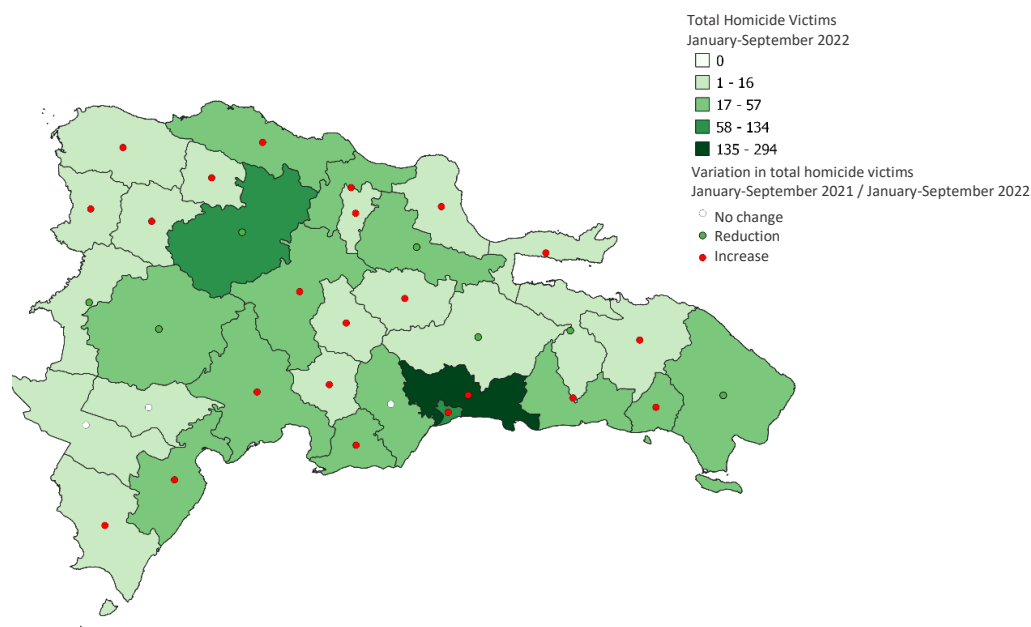 Total Homicide Victims
January-September 2022
0
1 - 16
17 - 57
58 - 134
135 - 294
Variation in total homicide victims
January-September 2021 / January-September 2022
No change
Reduction
Increase